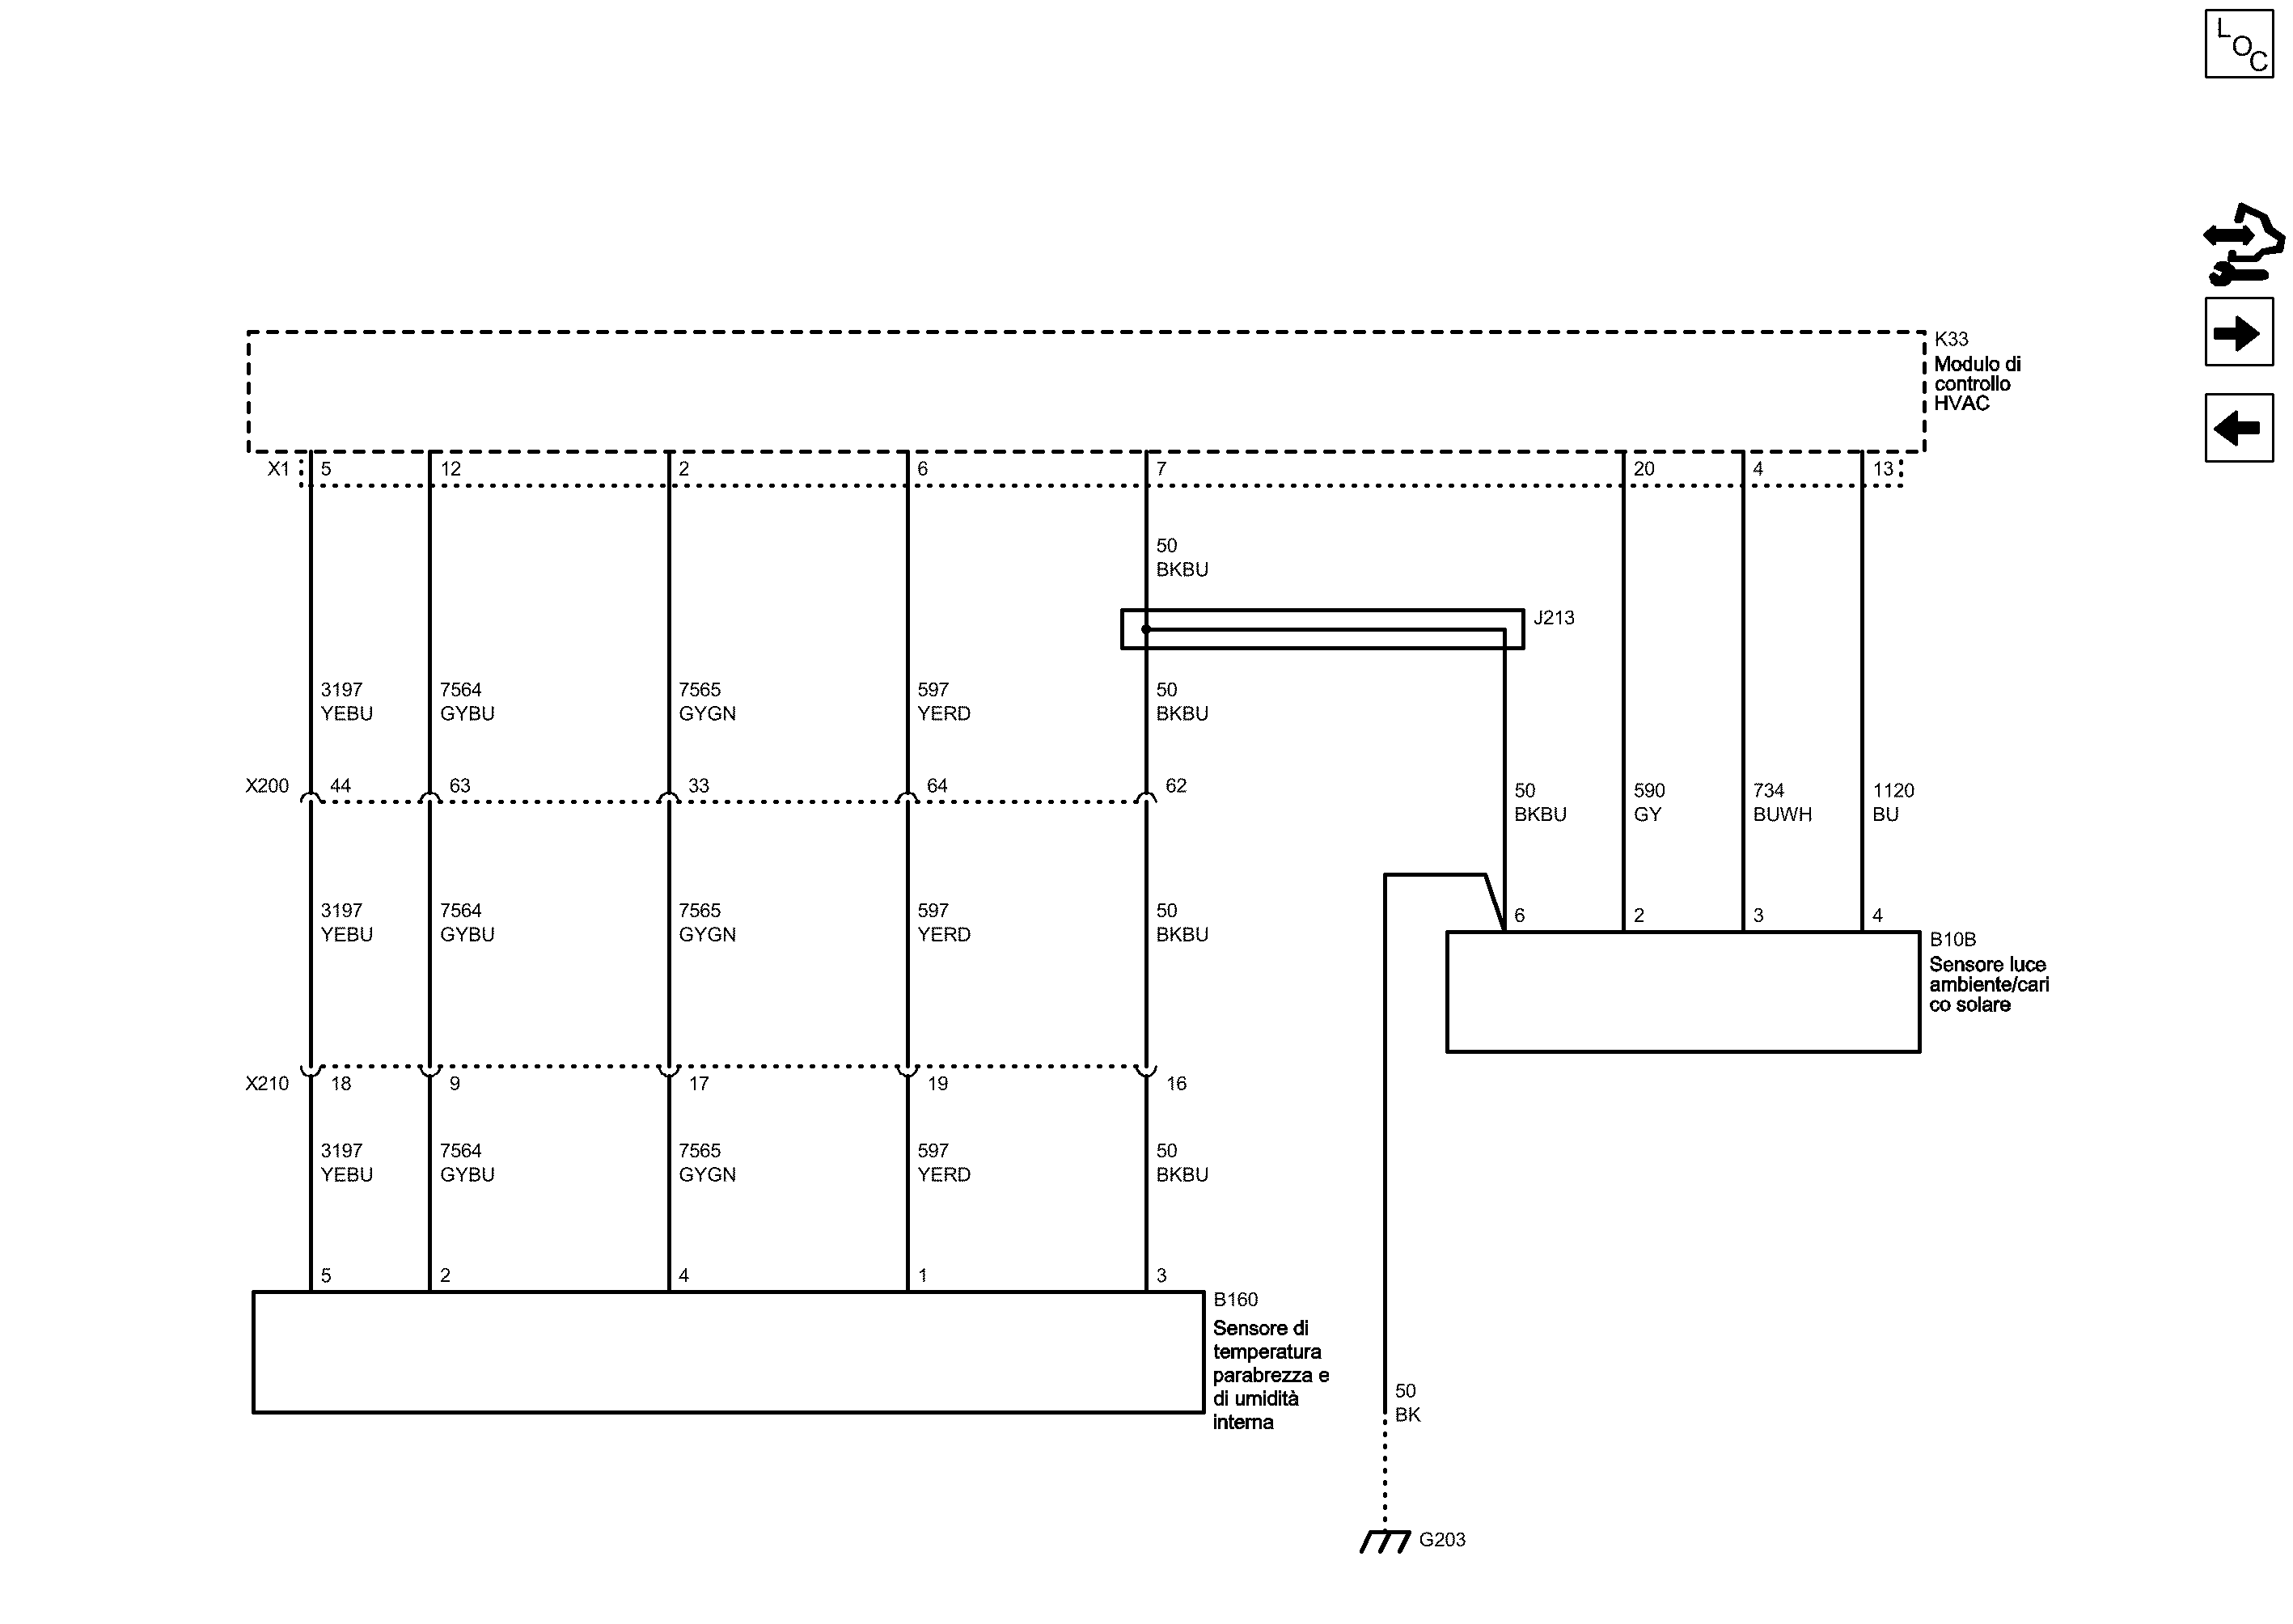 LOC
K33
Modulo di
controllo
HVAC
X1 5 12 2 6 7 20 4 13
50
BKBU
J213
3197 7564 7565 597 50
YEBU GYBU GYGN YERD BKBU
X200 44 63 33 64 62
50 590 734 1120
BKBU GY BUWH BU
3197 7564 7565 597 50
YEBU GYBU GYGN YERD BKBU
6 2 3 4
B10B
Sensore luce
ambiente/cari
co solare
X210 18 9 17 19 16
3197 7564 7565 597 50
YEBU GYBU GYGN YERD BKBU
5 2 4 1 3
B160
Sensore di
temperatura
parabrezza e
di umidità
interna
50
BK
G203